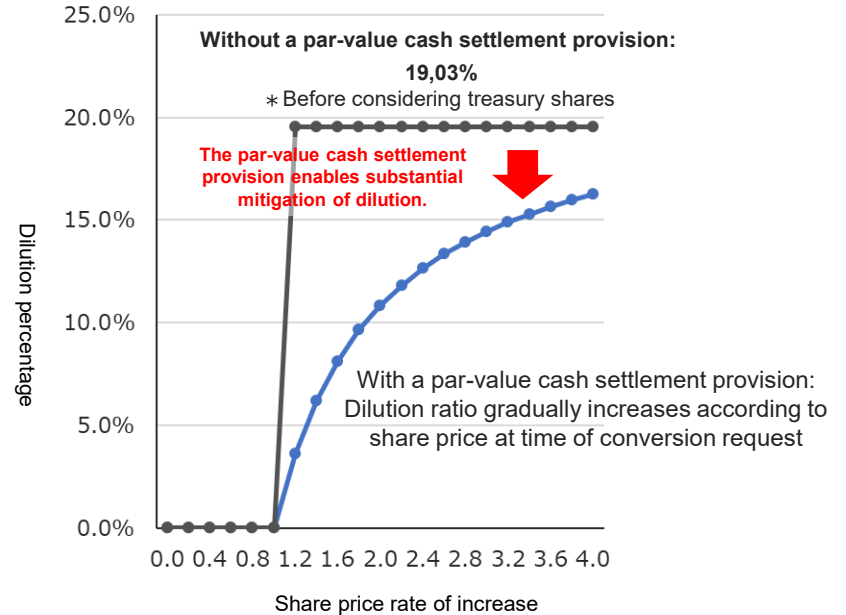 25.0%
Without a par-value cash settlement provision:
19,03%
＊Before considering treasury shares
20.0%
The par-value cash settlement
provision enables substantial
mitigation of dilution.
15.0%
Dilution percentage
10.0%
With a par-value cash settlement provision:
Dilution ratio gradually increases according to
share price at time of conversion request
5.0%
0.0%
0.0 0.4 0.8 1.2 1.6 2.0 2.4 2.8 3.2 3.6 4.0
Share price rate of increase